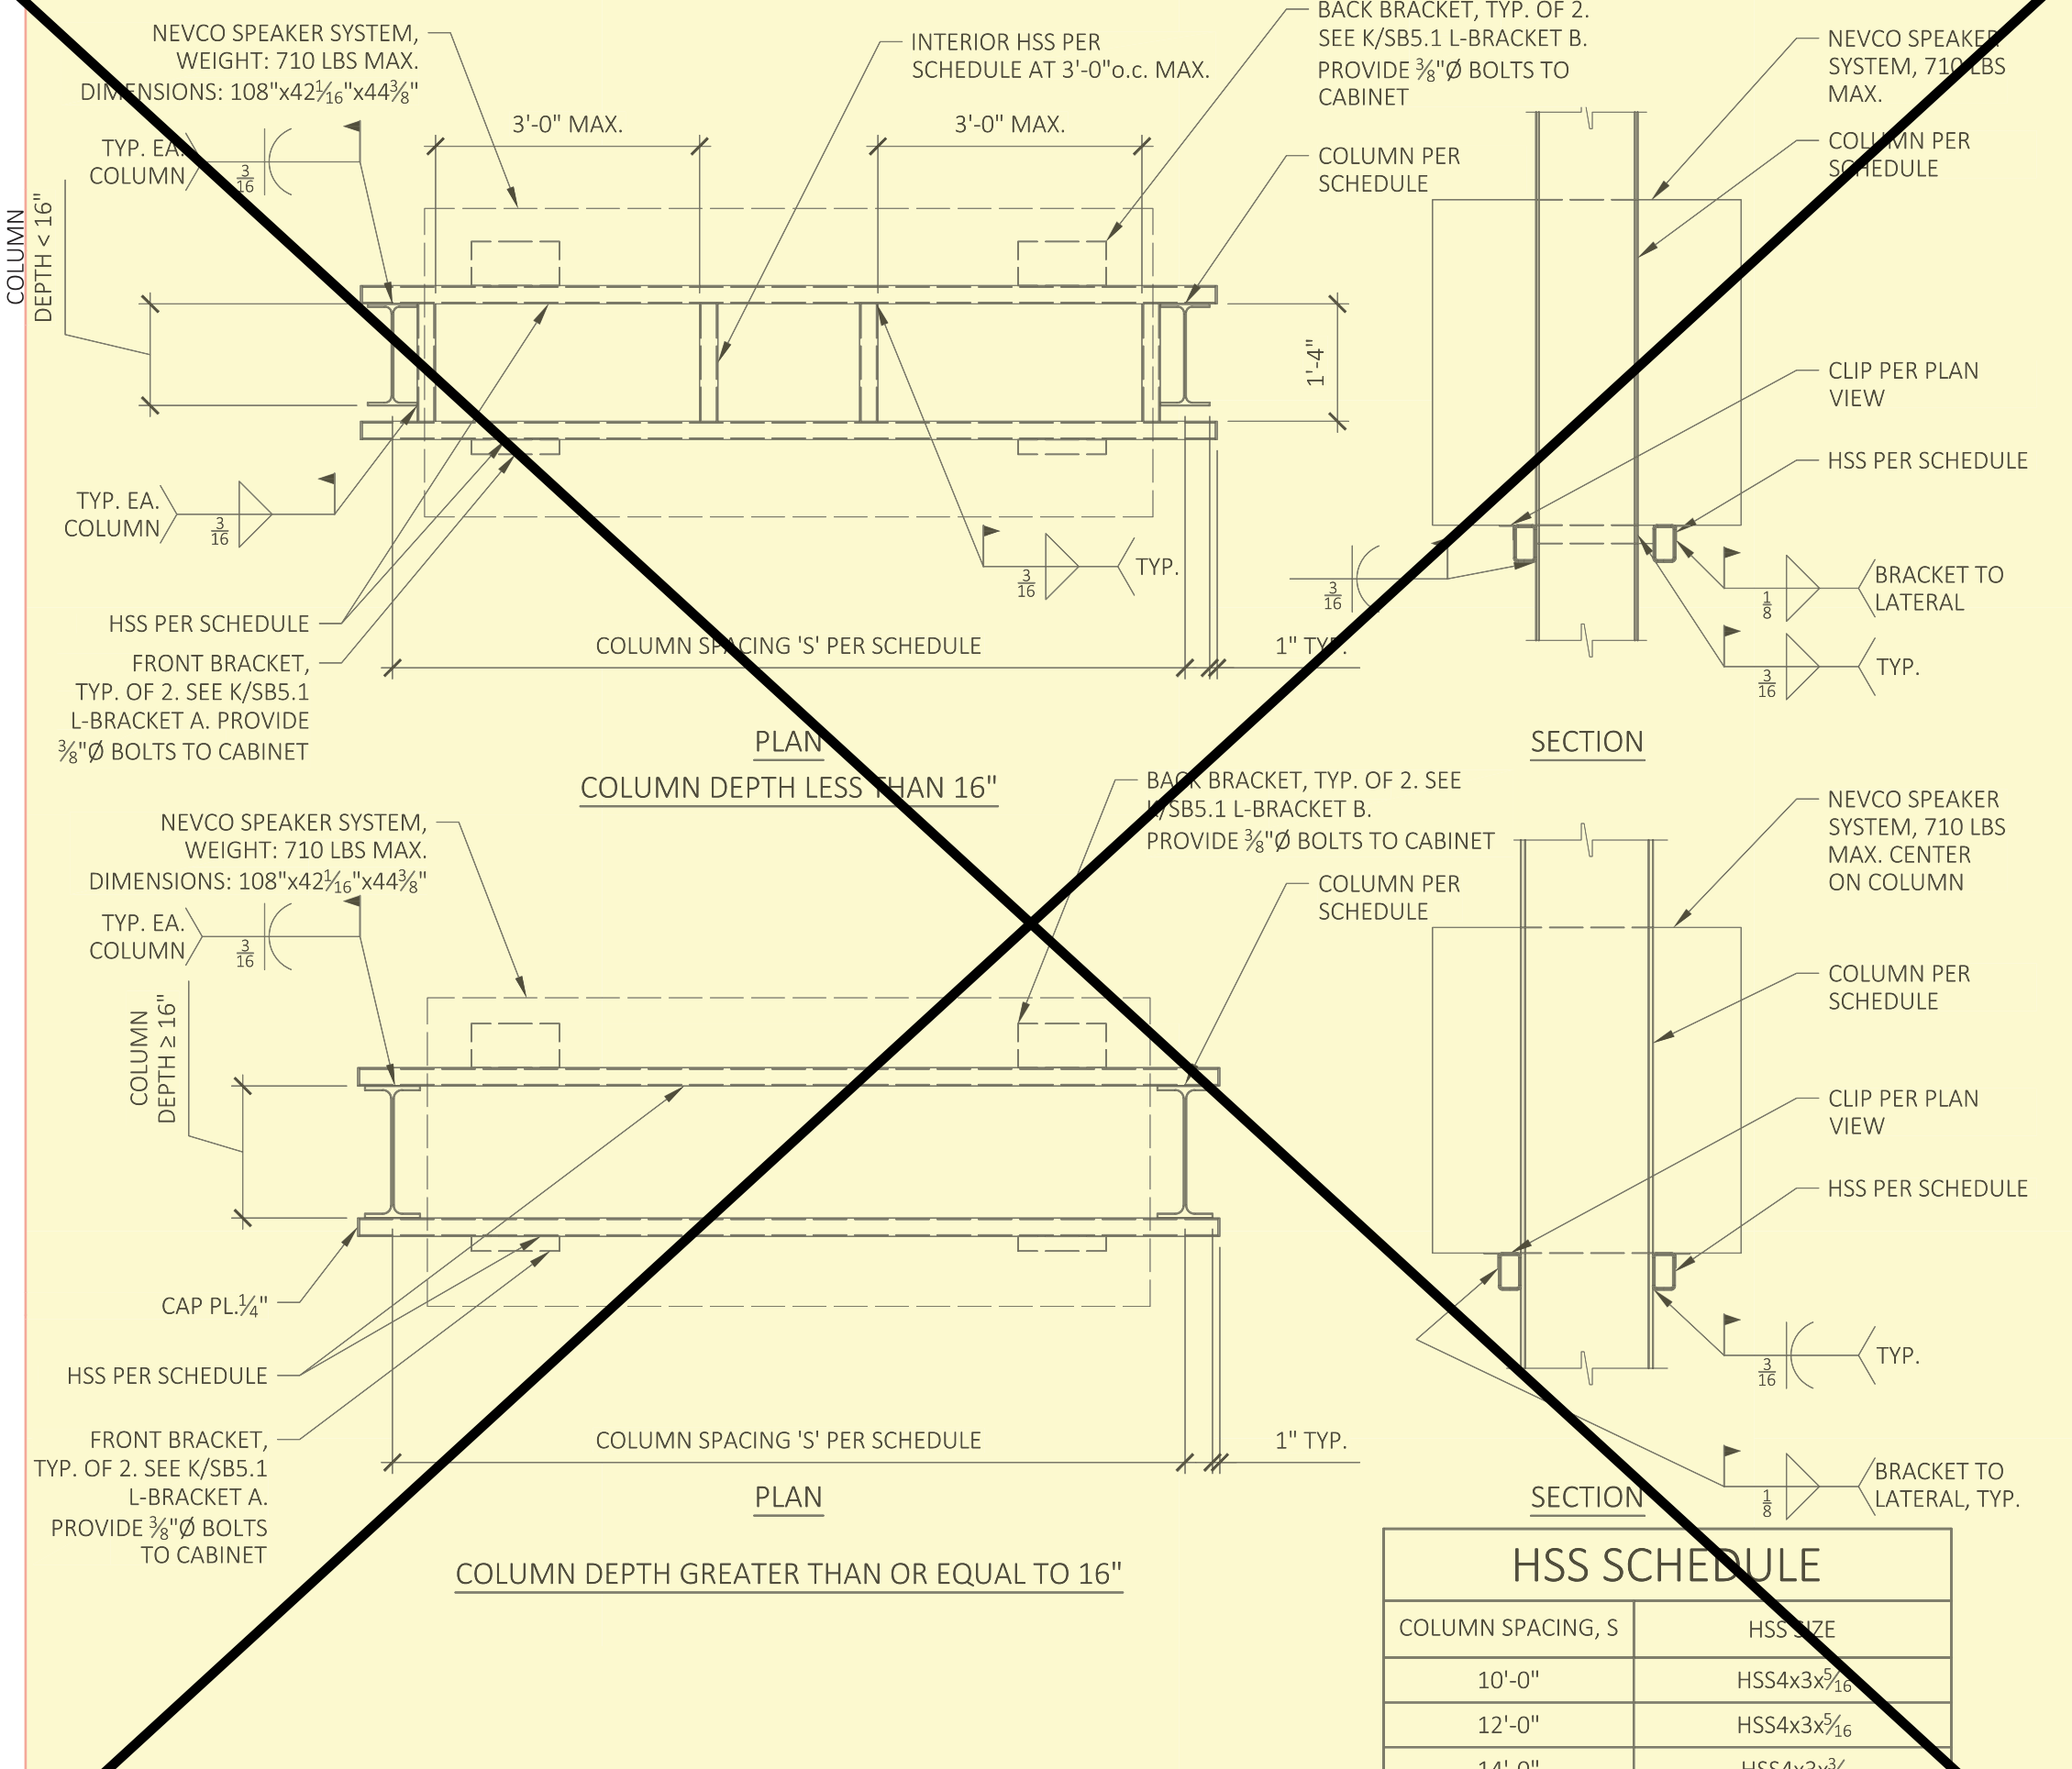 NEVCO SPEAKER SYSTEM,
WEIGHT: 710 LBS MAX.
DIMENSIONS: 108"x42 1/16"x44 3/8"
TYP. EA.
COLUMN
3/16
COLUMN
DEPTH < 16"
3'-0" MAX.
INTERIOR HSS PER
SCHEDULE AT 3'-0"o.c. MAX.
3'-0" MAX.
BACK BRACKET, TYP. OF 2.
SEE K/SB5.1 L-BRACKET B.
PROVIDE 3/8"Ø BOLTS TO
CABINET
COLUMN PER
SCHEDULE
1'-4"
TYP. EA.
COLUMN
3/16
3/16
TYP.
HSS PER SCHEDULE
FRONT BRACKET,
TYP. OF 2. SEE K/SB5.1
L-BRACKET A. PROVIDE
3/8"Ø BOLTS TO CABINET
COLUMN SPACING 'S' PER SCHEDULE
1" TYP.
PLAN
COLUMN DEPTH LESS THAN 16"
NEVCO SPEAKER
SYSTEM, 710 LBS
MAX.
COLUMN PER
SCHEDULE
CLIP PER PLAN
VIEW
HSS PER SCHEDULE
3/16
1/8
BRACKET TO
LATERAL
3/16
TYP.
SECTION
NEVCO SPEAKER SYSTEM,
WEIGHT: 710 LBS MAX.
DIMENSIONS: 108"x42 1/16"x44 3/8"
TYP. EA.
COLUMN
3/16
COLUMN
DEPTH ≥ 16"
BACK BRACKET, TYP. OF 2. SEE
K/SB5.1 L-BRACKET B.
PROVIDE 3/8"Ø BOLTS TO CABINET
COLUMN PER
SCHEDULE
CAP PL.1/4"
HSS PER SCHEDULE
FRONT BRACKET,
TYP. OF 2. SEE K/SB5.1
L-BRACKET A.
PROVIDE 3/8"Ø BOLTS
TO CABINET
COLUMN SPACING 'S' PER SCHEDULE
1" TYP.
PLAN
COLUMN DEPTH GREATER THAN OR EQUAL TO 16"
NEVCO SPEAKER
SYSTEM, 710 LBS
MAX. CENTER
ON COLUMN
COLUMN PER
SCHEDULE
CLIP PER PLAN
VIEW
HSS PER SCHEDULE
3/16
TYP.
1/8
BRACKET TO
LATERAL, TYP.
SECTION
HSS SCHEDULE
COLUMN SPACING, S HSS SIZE
10'-0" HSS4x3x5/16
12'-0" HSS4x3x5/16